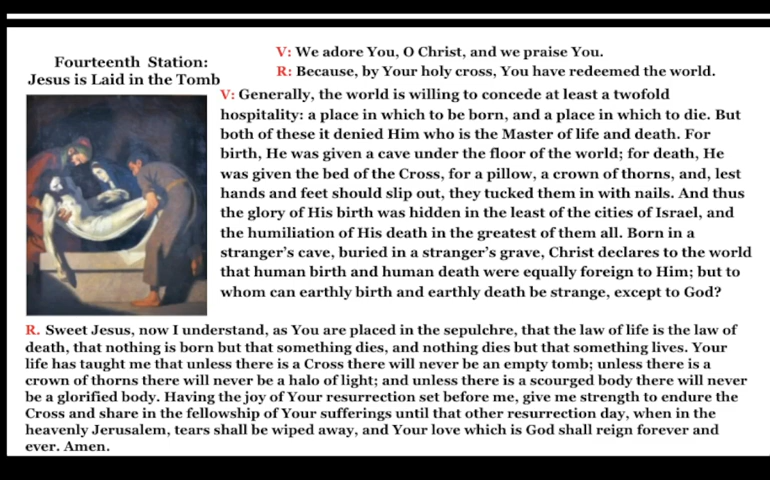 Fourteenth Station:
Jesus is Laid in the Tomb
V: We adore You, O Christ, and we praise You.
R: Because, by Your holy cross, You have redeemed the world.
V: Generally, the world is willing to concede at least a twofold
hospitality: a place in which to be born, and a place in which to die. But
both of these it denied Him who is the Master of life and death. For
birth, He was given a cave under the floor of the world; for death, He
was given the bed of the Cross, for a pillow, a crown of thorns, and, lest
hands and feet should slip out, they tucked them in with nails. And thus
the glory of His birth was hidden in the least of the cities of Israel, and
the humiliation of His death in the greatest of them all. Born in a
stranger's cave, buried in a stranger's grave, Christ declares to the world
that human birth and human death were equally foreign to Him; but to
whom can earthly birth and earthly death be strange, except to God?
R. Sweet Jesus, now I understand, as You are placed in the sepulchre, that the law of life is the law of
death, that nothing is born but that something dies, and nothing dies but that something lives. Your
life has taught me that unless there is a Cross there will never be an empty tomb; unless there is a
crown of thorns there will never be a halo of light; and unless there is a scourged body there will never
be a glorified body. Having the joy of Your resurrection set before me, give me strength to endure the
Cross and share in the fellowship of Your sufferings until that other resurrection day, when in the
heavenly Jerusalem, tears shall be wiped away, and Your love which is God shall reign forever and
ever. Amen.